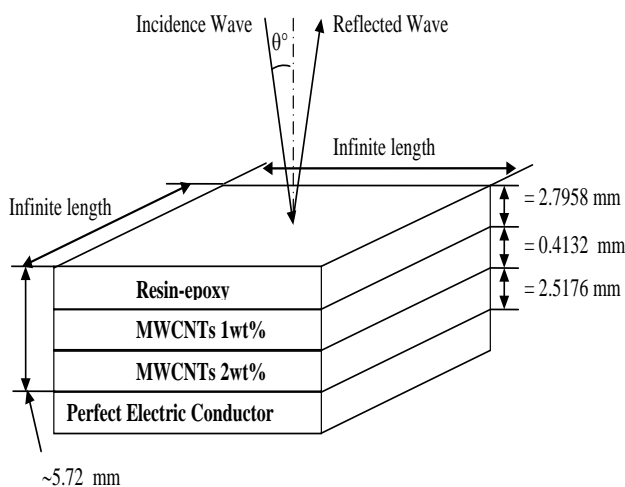 Incidence Wave
Reflected Wave
θ°
Infinite length
Infinite length
= 2.7958 mm
= 0.4132 mm
= 2.5176 mm
Resin-epoxy
MWCNTs 1wt%
MWCNTs 2wt%
Perfect Electric Conductor
~5.72 mm